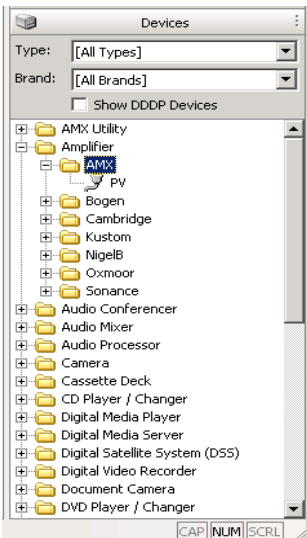 Devices
Type: [All Types]
Brand: [All Brands]
Show DDDP Devices
AMX Utility
Amplifier
AMX
PV
Bogen
Cambridge
Kustom
NigelB
Oxmoor
Sonance
Audio Conferencer
Audio Mixer
Audio Processor
Camera
Cassette Deck
CD Player / Changer
Digital Media Player
Digital Media Server
Digital Satellite System (DSS)
Digital Video Recorder
Document Camera
DVD Player / Changer
CAP NUM SCRL